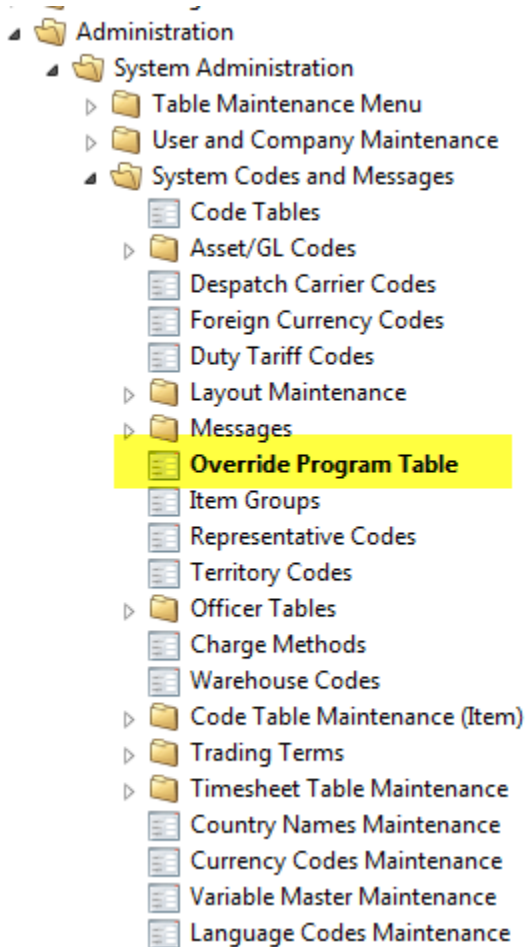 Administration
System Administration
Table Maintenance Menu
User and Company Maintenance
System Codes and Messages
Code Tables
Asset/GL Codes
Despatch Carrier Codes
Foreign Currency Codes
Duty Tariff Codes
Layout Maintenance
Messages
Override Program Table
Item Groups
Representative Codes
Territory Codes
Officer Tables
Charge Methods
Warehouse Codes
Code Table Maintenance (Item)
Trading Terms
Timesheet Table Maintenance
Country Names Maintenance
Currency Codes Maintenance
Variable Master Maintenance
Language Codes Maintenance